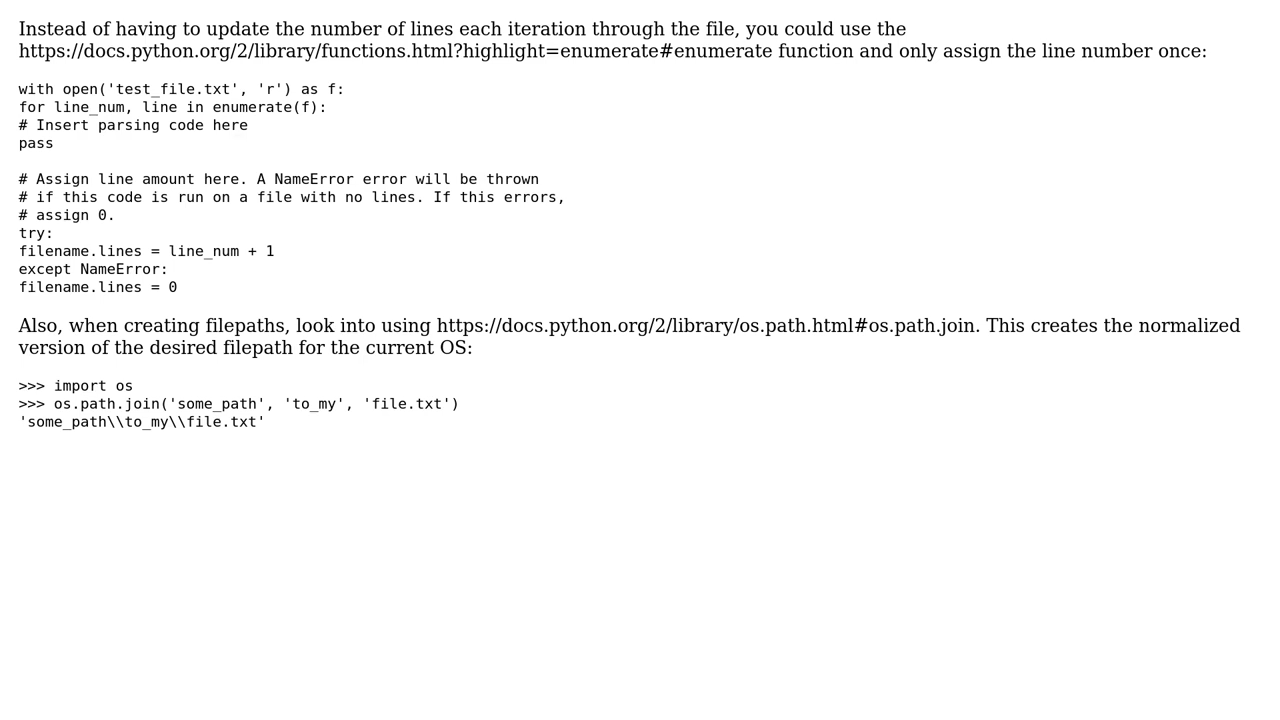 Instead of having to update the number of lines each iteration through the file, you could use the
https://docs.python.org/2/library/functions.html?highlight=enumerate#enumerate function and only assign the line number once:
with open('test_file.txt', 'r') as f:
for line_num, line in enumerate(f):
# Insert parsing code here
pass
# Assign line amount here. A NameError error will be thrown
# if this code is run on a file with no lines. If this errors,
# assign 0.
try:
filename.lines = line_num + 1
except NameError:
filename.lines = 0
Also, when creating filepaths, look into using https://docs.python.org/2/library/os.path.html#os.path.join. This creates the normalized
version of the desired filepath for the current OS:
>>> import os
>>> os.path.join('some_path', 'to_my', 'file.txt')
'some_path\\to_my\\file.txt'